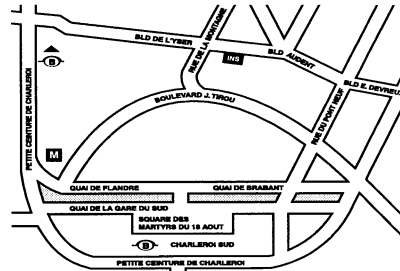 BLD DE L'YSER
RUE DE LA MONTAGNE
INS
BLD AUDENT
BLD E. DEVREUX
B
PETITE CEINTURE DE CHARLEROI
BOULEVARD J. TIROU
RUE DU PONT NEUF
M
QUAI DE FLANDRE
QUAI DE BRABANT
QUAI DE LA GARE DU SUD
SQUARE DES
MARTYRS DU 18 AOUT
B
CHARLEROI SUD
PETITE CEINTURE DE CHARLEROI